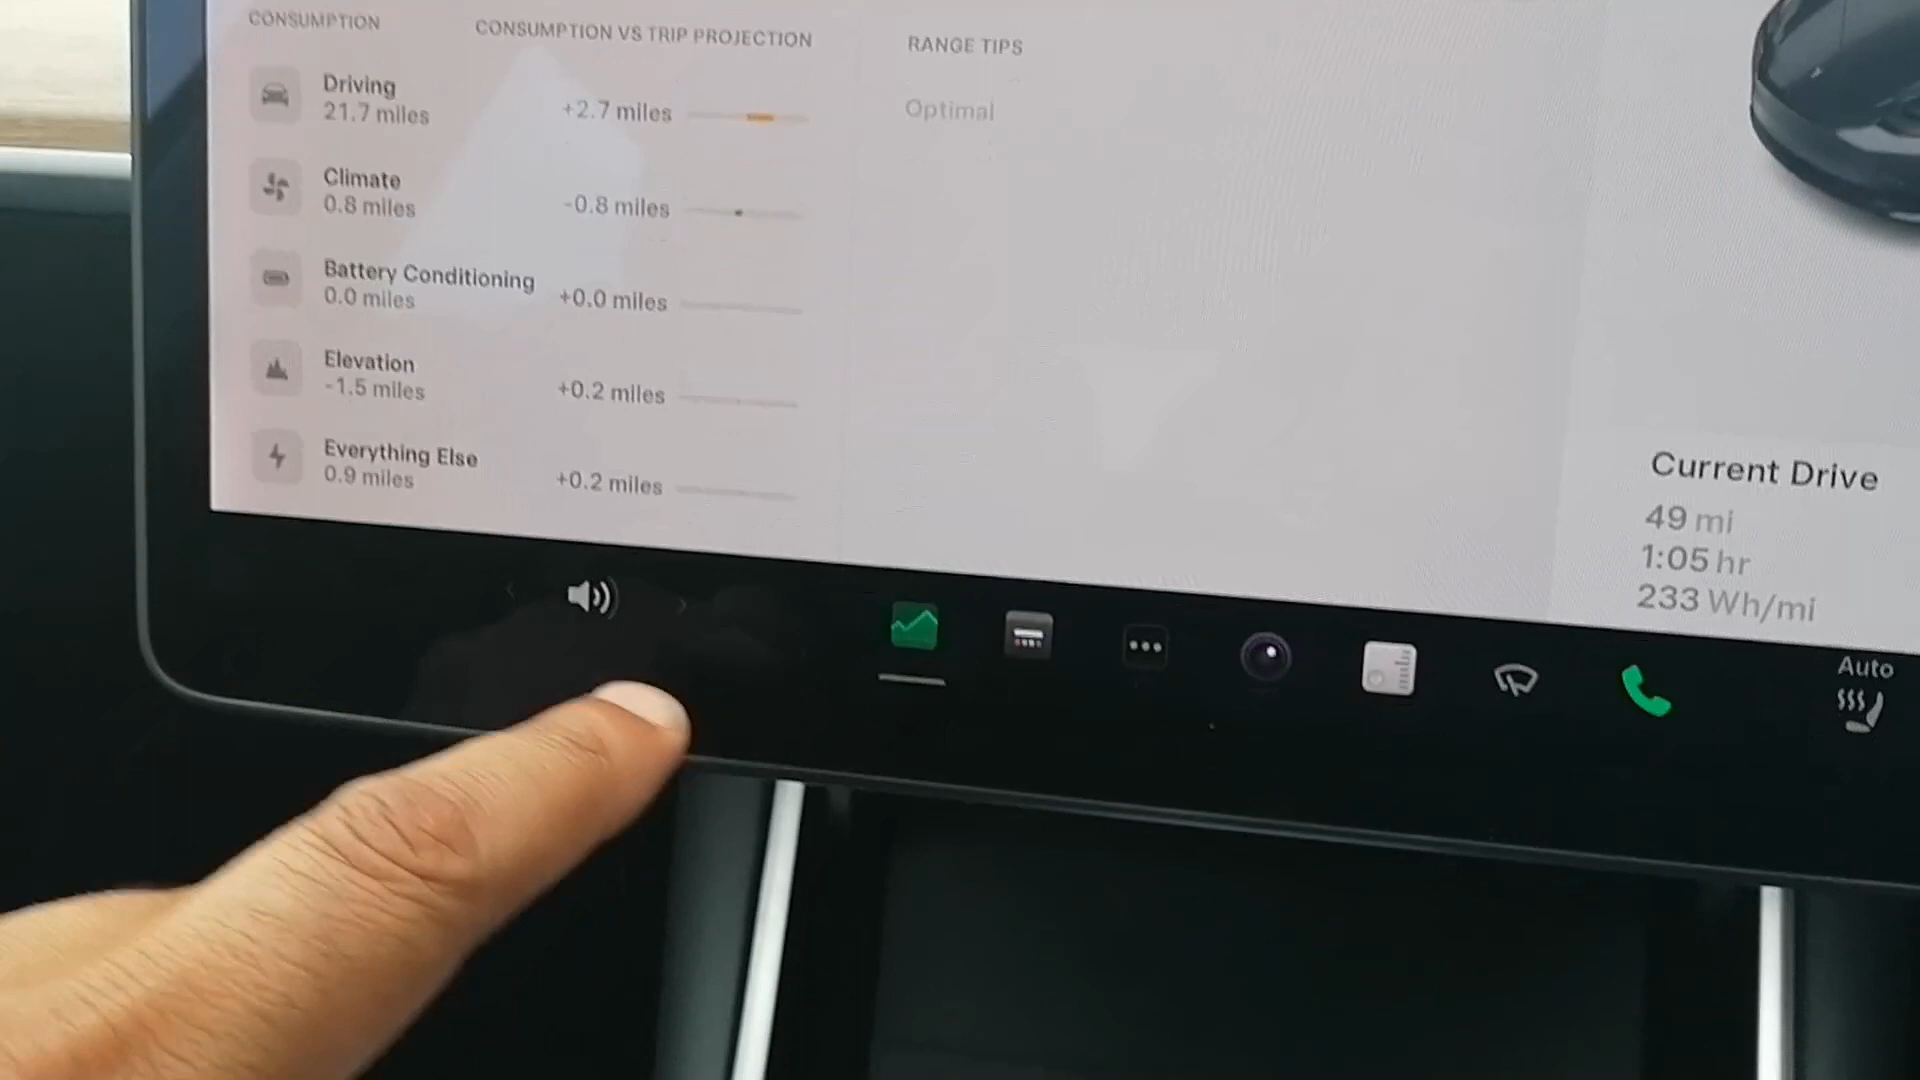 CONSUMPTION
CONSUMPTION VS TRIP PROJECTION
RANGE TIPS
Driving
21.7 miles
+2.7 miles
Optimal
Climate
0.8 miles
-0.8 miles
Battery Conditioning
0.0 miles
+0.0 miles
Elevation
-1.5 miles
+0.2 miles
Everything Else
0.9 miles
+0.2 miles
Current Drive
49 mi
1:05 hr
233 Wh/mi
Auto